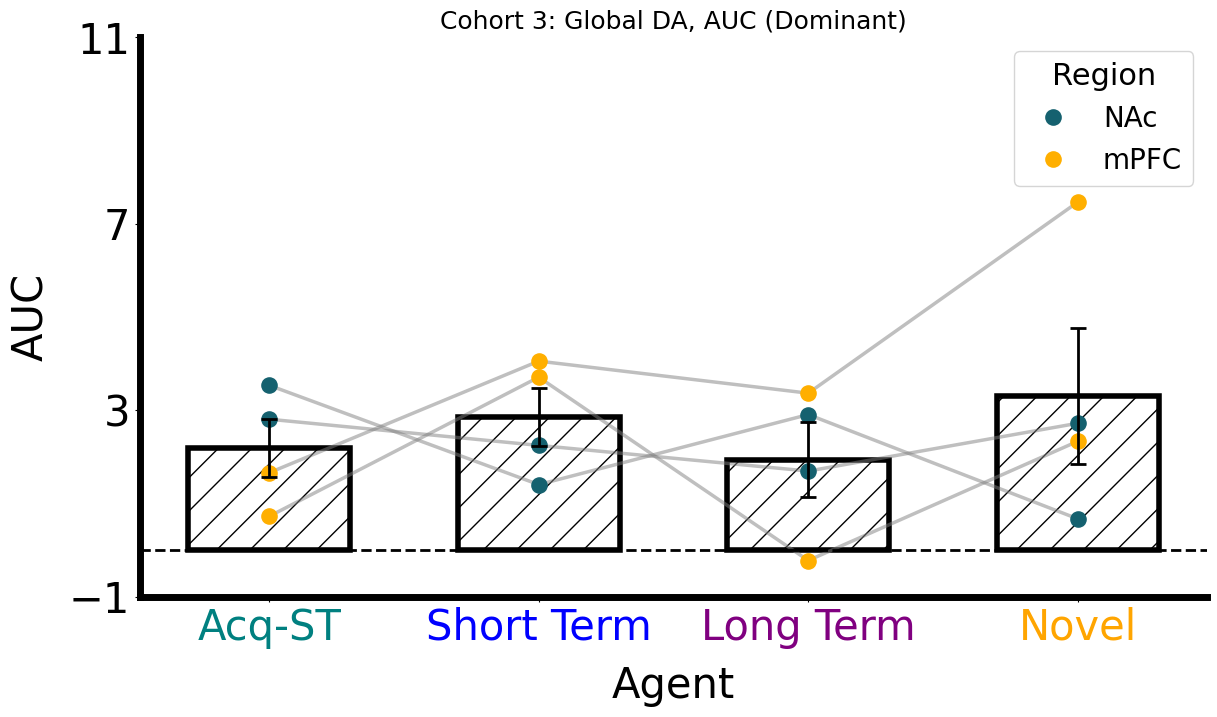 Cohort 3: Global DA, AUC (Dominant)
11
7
3
−1
AUC
Region
NAc
mPFC
Acq-ST
Short Term
Long Term
Novel
Agent